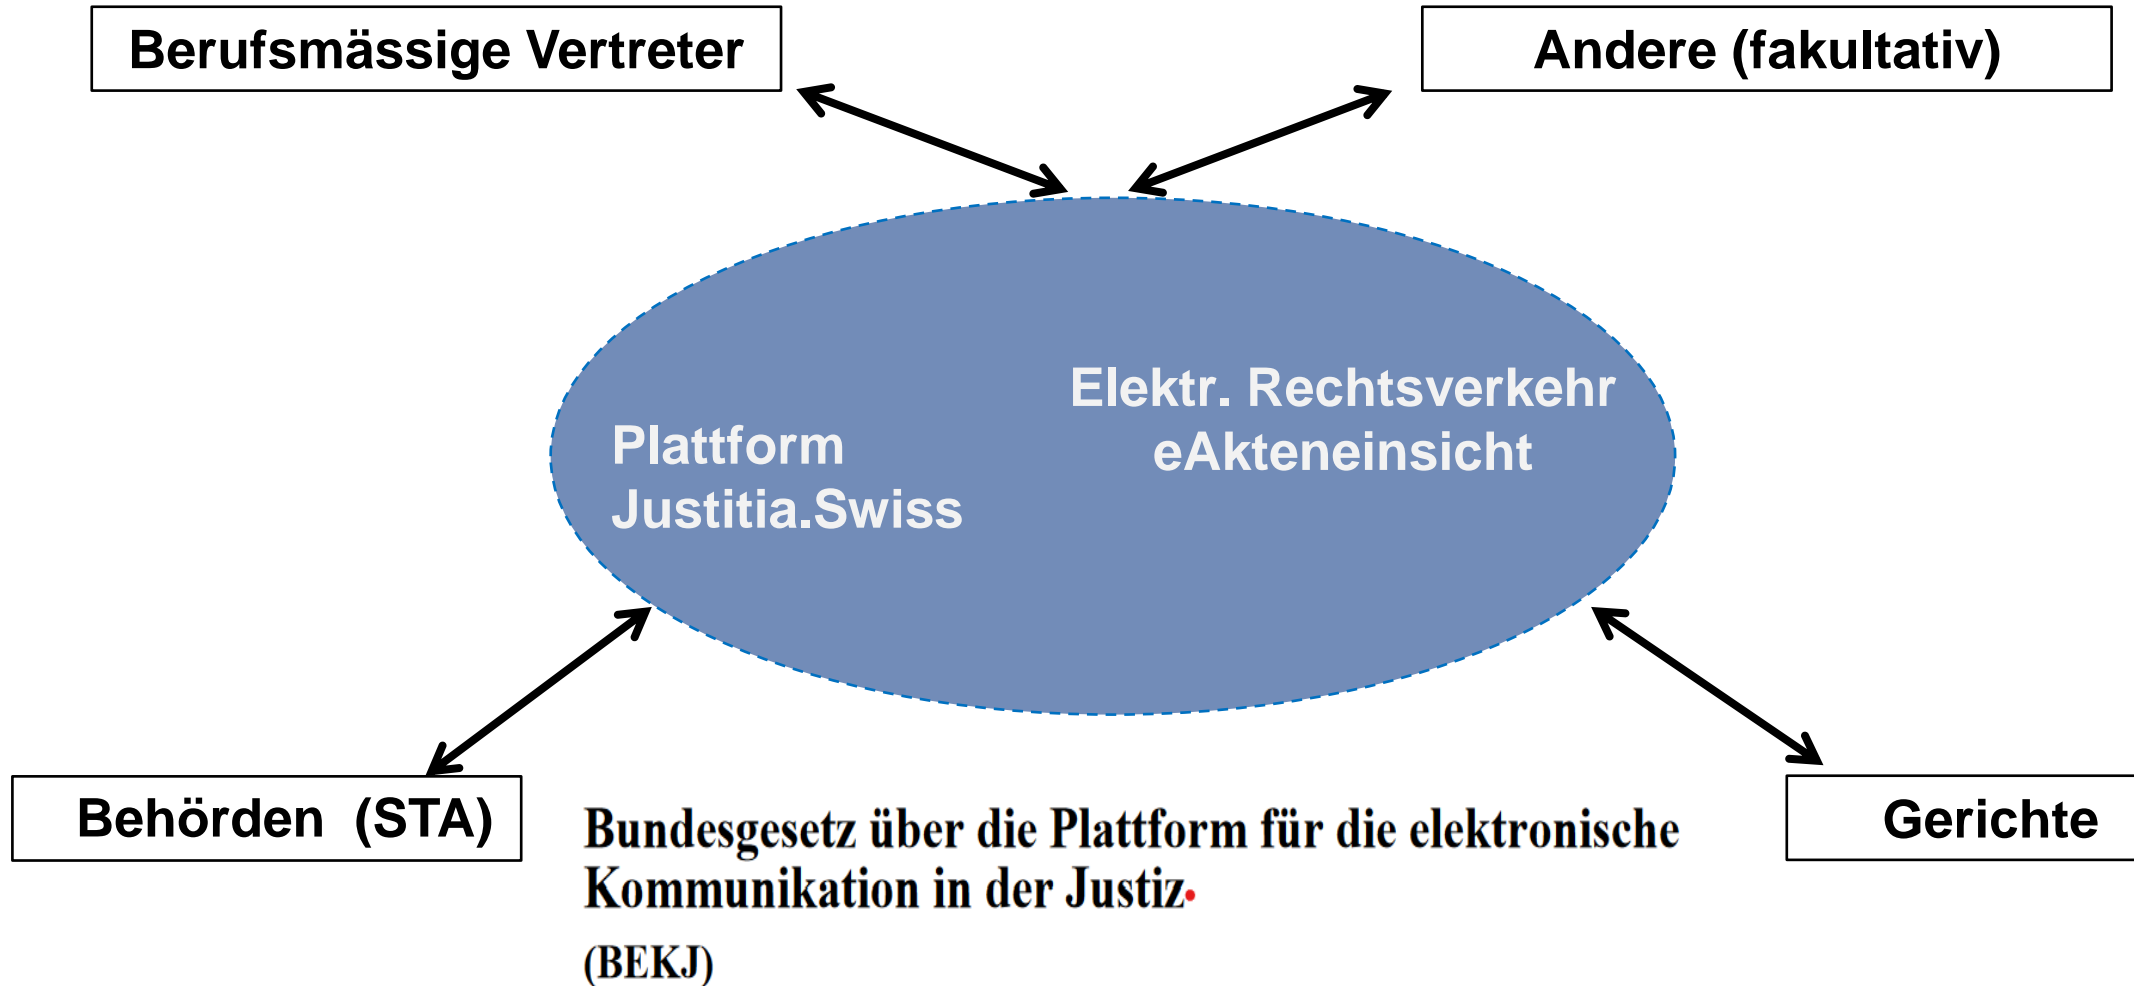 Berufsmässige Vertreter
Andere (fakultativ)
Elektr. Rechtsverkehr
eAkteneinsicht
Plattform
Justitia.Swiss
Behörden (STA)
Gerichte
Bundesgesetz über die Plattform für die elektronische
Kommunikation in der Justiz
(BEKJ)